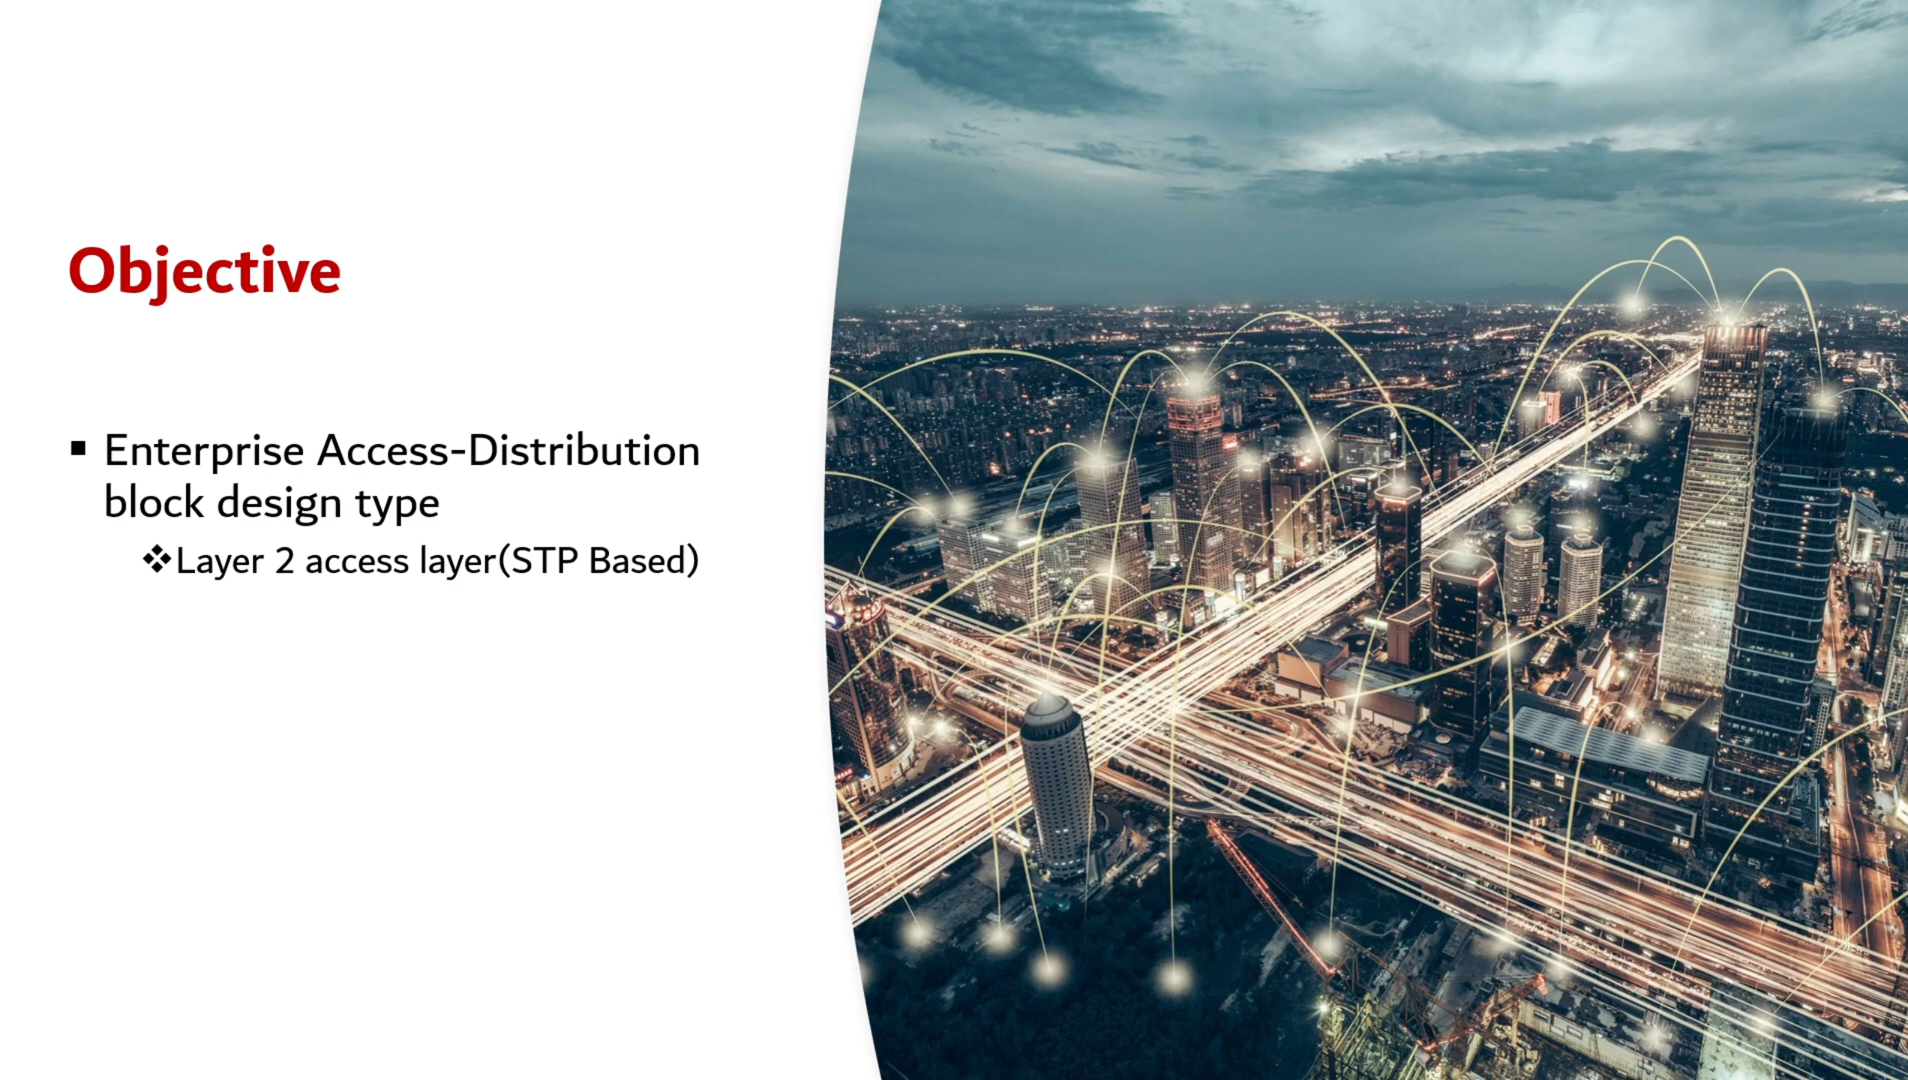 Objective
▪ Enterprise Access-Distribution
block design type
❖Layer 2 access layer(STP Based)